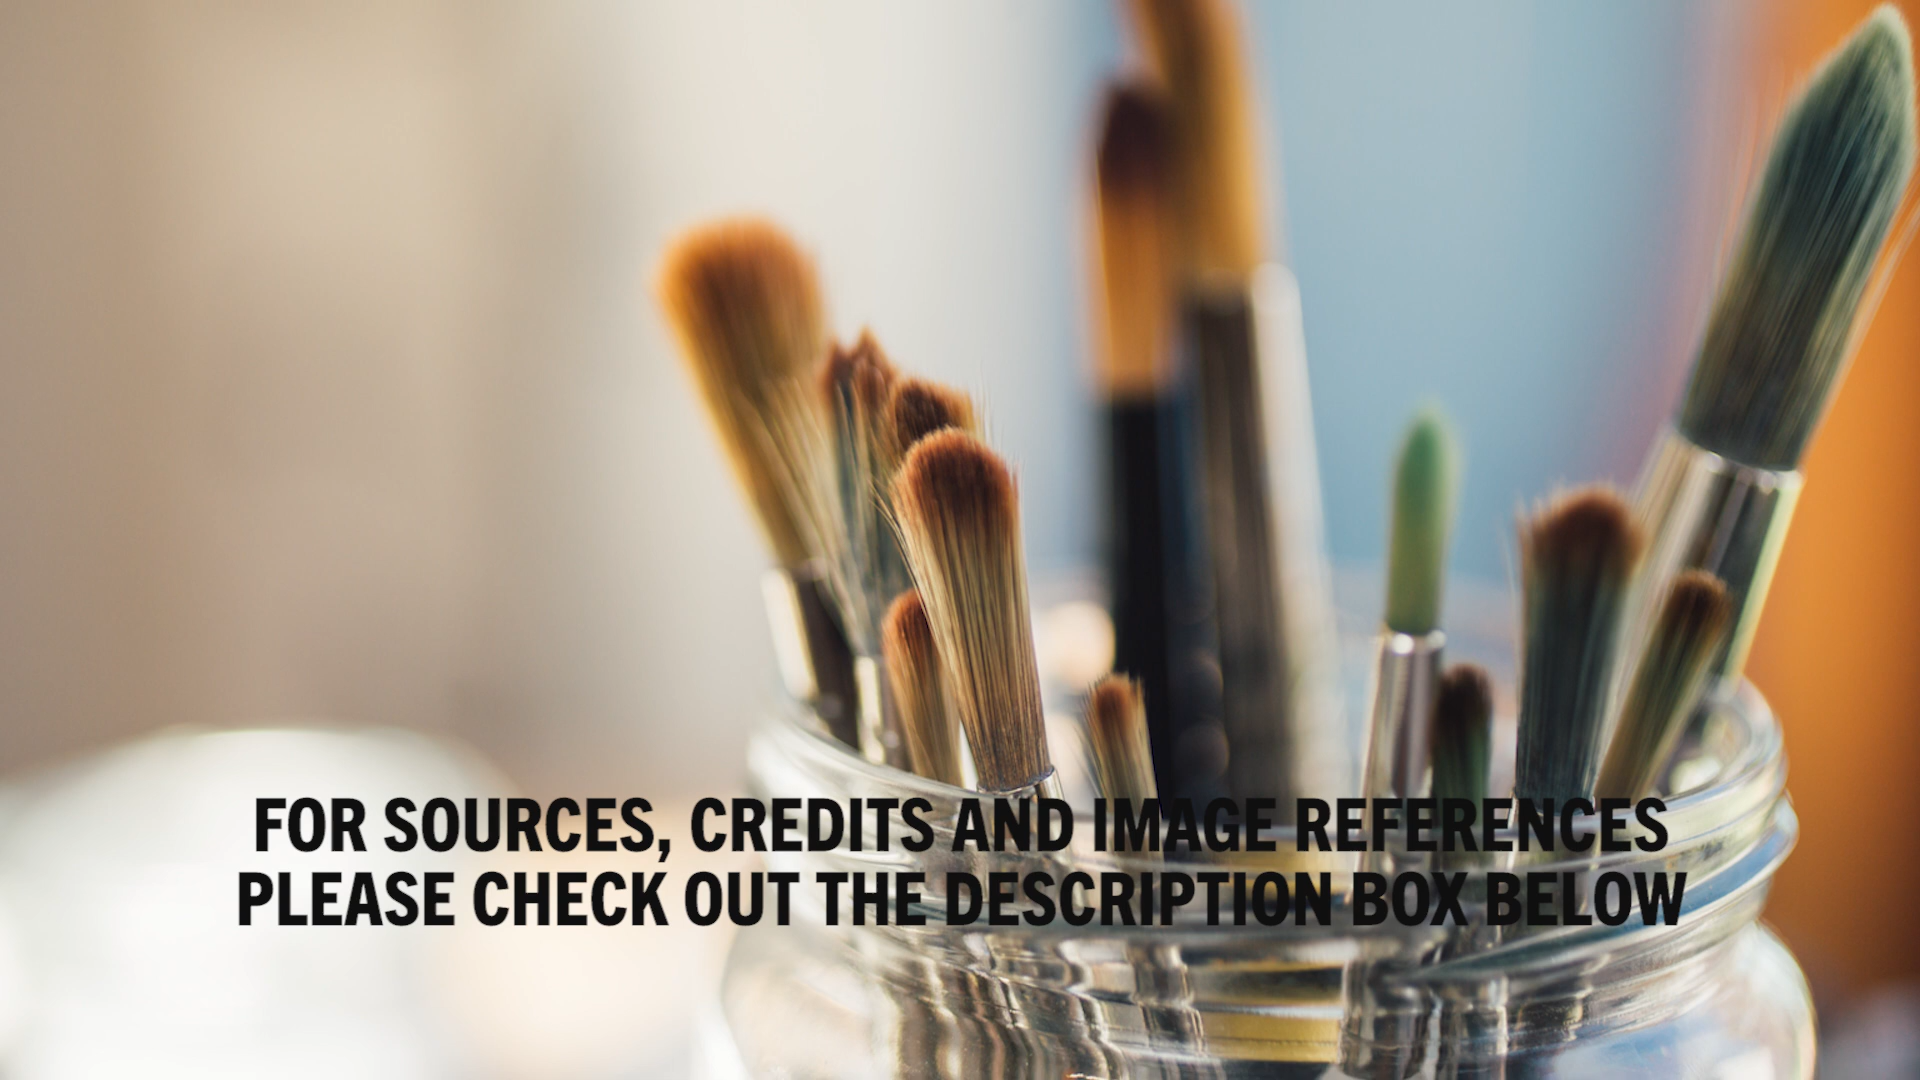 FOR SOURCES, CREDITS AND IMAGE REFERENCES
PLEASE CHECK OUT THE DESCRIPTION BOX BELOW